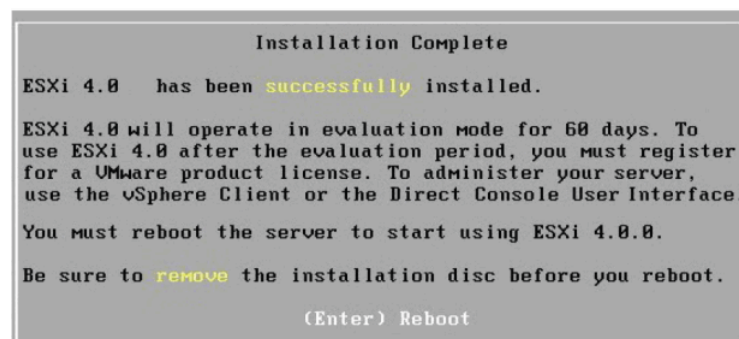 Installation Complete
ESXi 4.0 has been successfully installed.
ESXi 4.0 will operate in evaluation mode for 60 days. To
use ESXi 4.0 after the evaluation period, you must register
for a VMware product license. To administer your server,
use the vSphere Client or the Direct Console User Interface.
You must reboot the server to start using ESXi 4.0.0.
Be sure to remove the installation disc before you reboot.
(Enter) Reboot